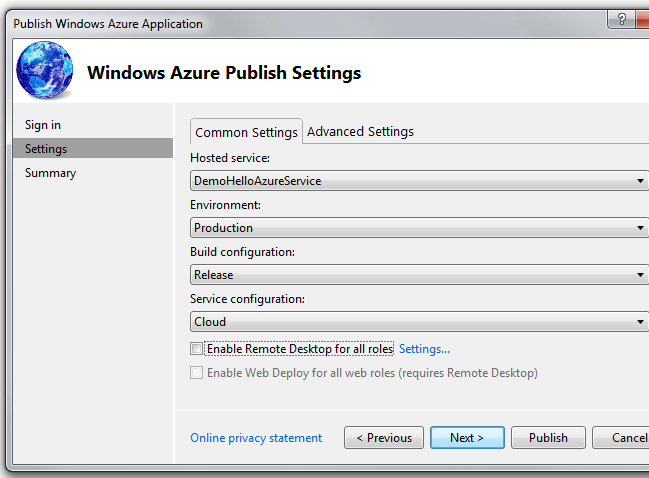 Publish Windows Azure Application
?
Windows Azure Publish Settings
Sign in
Settings
Summary
Common Settings
Advanced Settings
Hosted service:
DemoHelloAzureService
Environment:
Production
Build configuration:
Release
Service configuration:
Cloud
Enable Remote Desktop for all roles Settings...
Enable Web Deploy for all web roles (requires Remote Desktop)
Online privacy statement
< Previous
Next >
Publish
Cancel